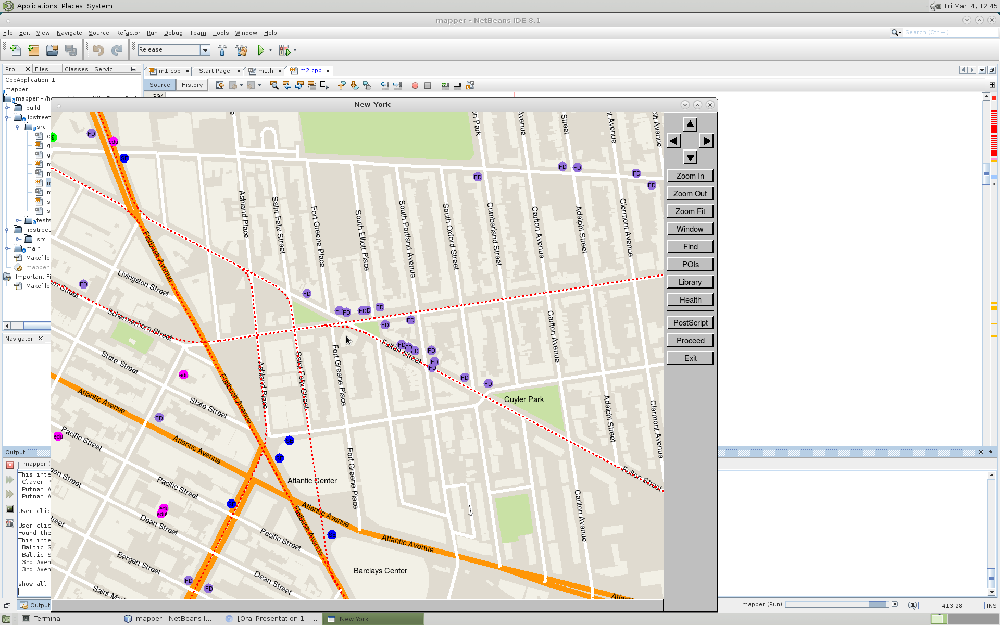 Applications Places System
Fri Mar 4, 12:45
mapper - NetBeans IDE 8.1
File Edit View Navigate Source Refactor Run Debug Team Tools Window Help
Search (Ctrl+I)
Release
Pro... Files Classes Servic...
m1.cpp Start Page m1.h m2.cpp
Source History
CppApplication_1
mapper
304
mapper - /h
build
libstreet
src
tests
libstreet
src
main
Makefile
mapper
Important Fi
Makefile
Navigator
New York
Zoom In
Zoom Out
Zoom Fit
Window
Find
POIs
Library
Health
PostScript
Proceed
Exit
on Park
Avenue
Street
t Avenue
bilt Avenue
FD
edu
$
FD
FD
FD
FD
FD
Ashland Place
Saint Felix Street
Fort Greene Place
South Elliott Place
South Portland Avenue
South Oxford Street
Cumberland Street
Carlton Avenue
Adelphi Street
Clermont Avenue
Flatbush Avenue
Livingston Street
FD
Schermerhorn Street
FD
FD
FD
FD
FD
FD
FD
Carlton Avenue
State Street
Ashland Place
Saint Felix Street
Fort Greene Place
Fulton Street
FD
FD
FD
FD
FD
FD
FD
FD
edu
Flatbush Avenue
Atlantic Avenue
State Street
Cuyler Park
Adelphi Street
Clermont Avenue
FD
Pacific Street
edu
Atlantic Avenue
Fort Greene Place
Atlantic Center
Fulton Street
ean Street
Pacific Street
Carlton Avenue
edu
edu
Dean Street
Atlantic Avenue
Flatbush Avenue
Pacific Street
Atlantic Avenue
Bergen Street
Dean Street
Barclays Center
FD
FD
Saint Ma
Atlanti
Output
mapper (
This inte
Claver P
Putnam A
Putnam A
User clic
User clic
Found the
This inte
Baltic S
Baltic S
3rd Aven
3rd Aven
show all
Output
mapper (Run)
1
413:28
INS
Terminal
mapper - NetBeans I...
[Oral Presentation 1 - ...
New York